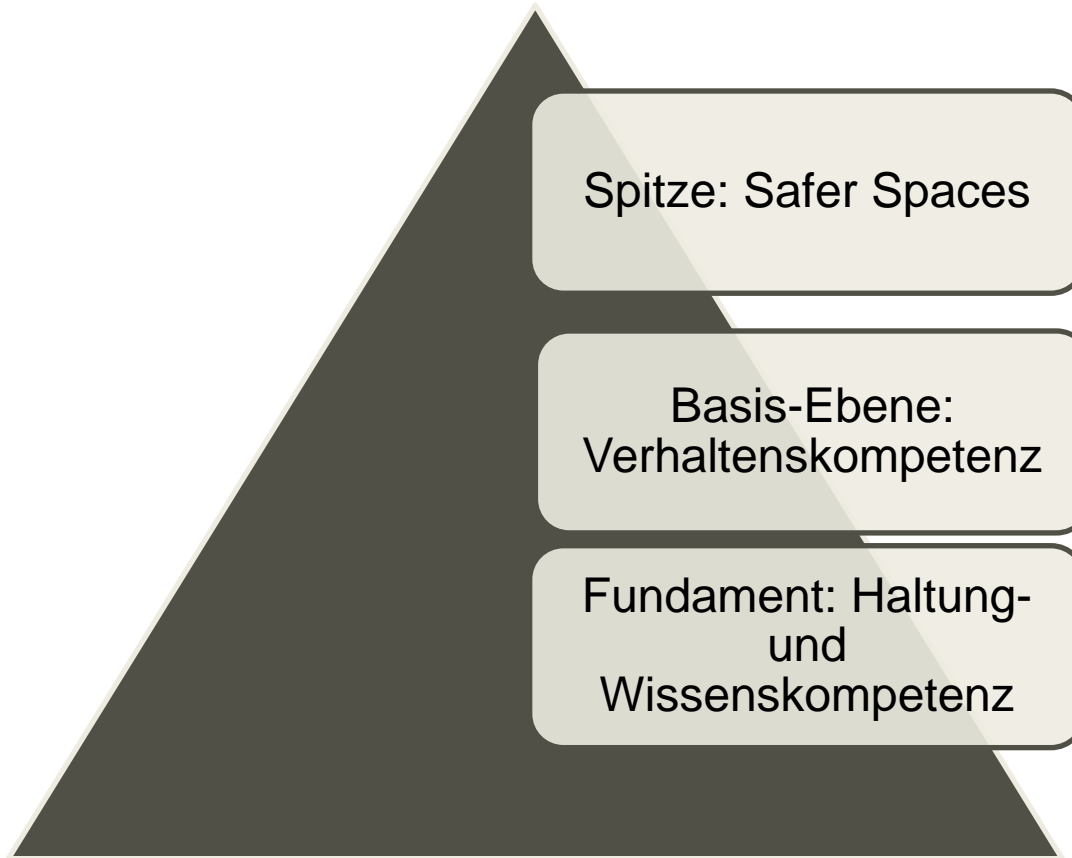 Spitze: Safer Spaces
Basis-Ebene:
Verhaltenskompetenz
Fundament: Haltung-
und
Wissenskompetenz